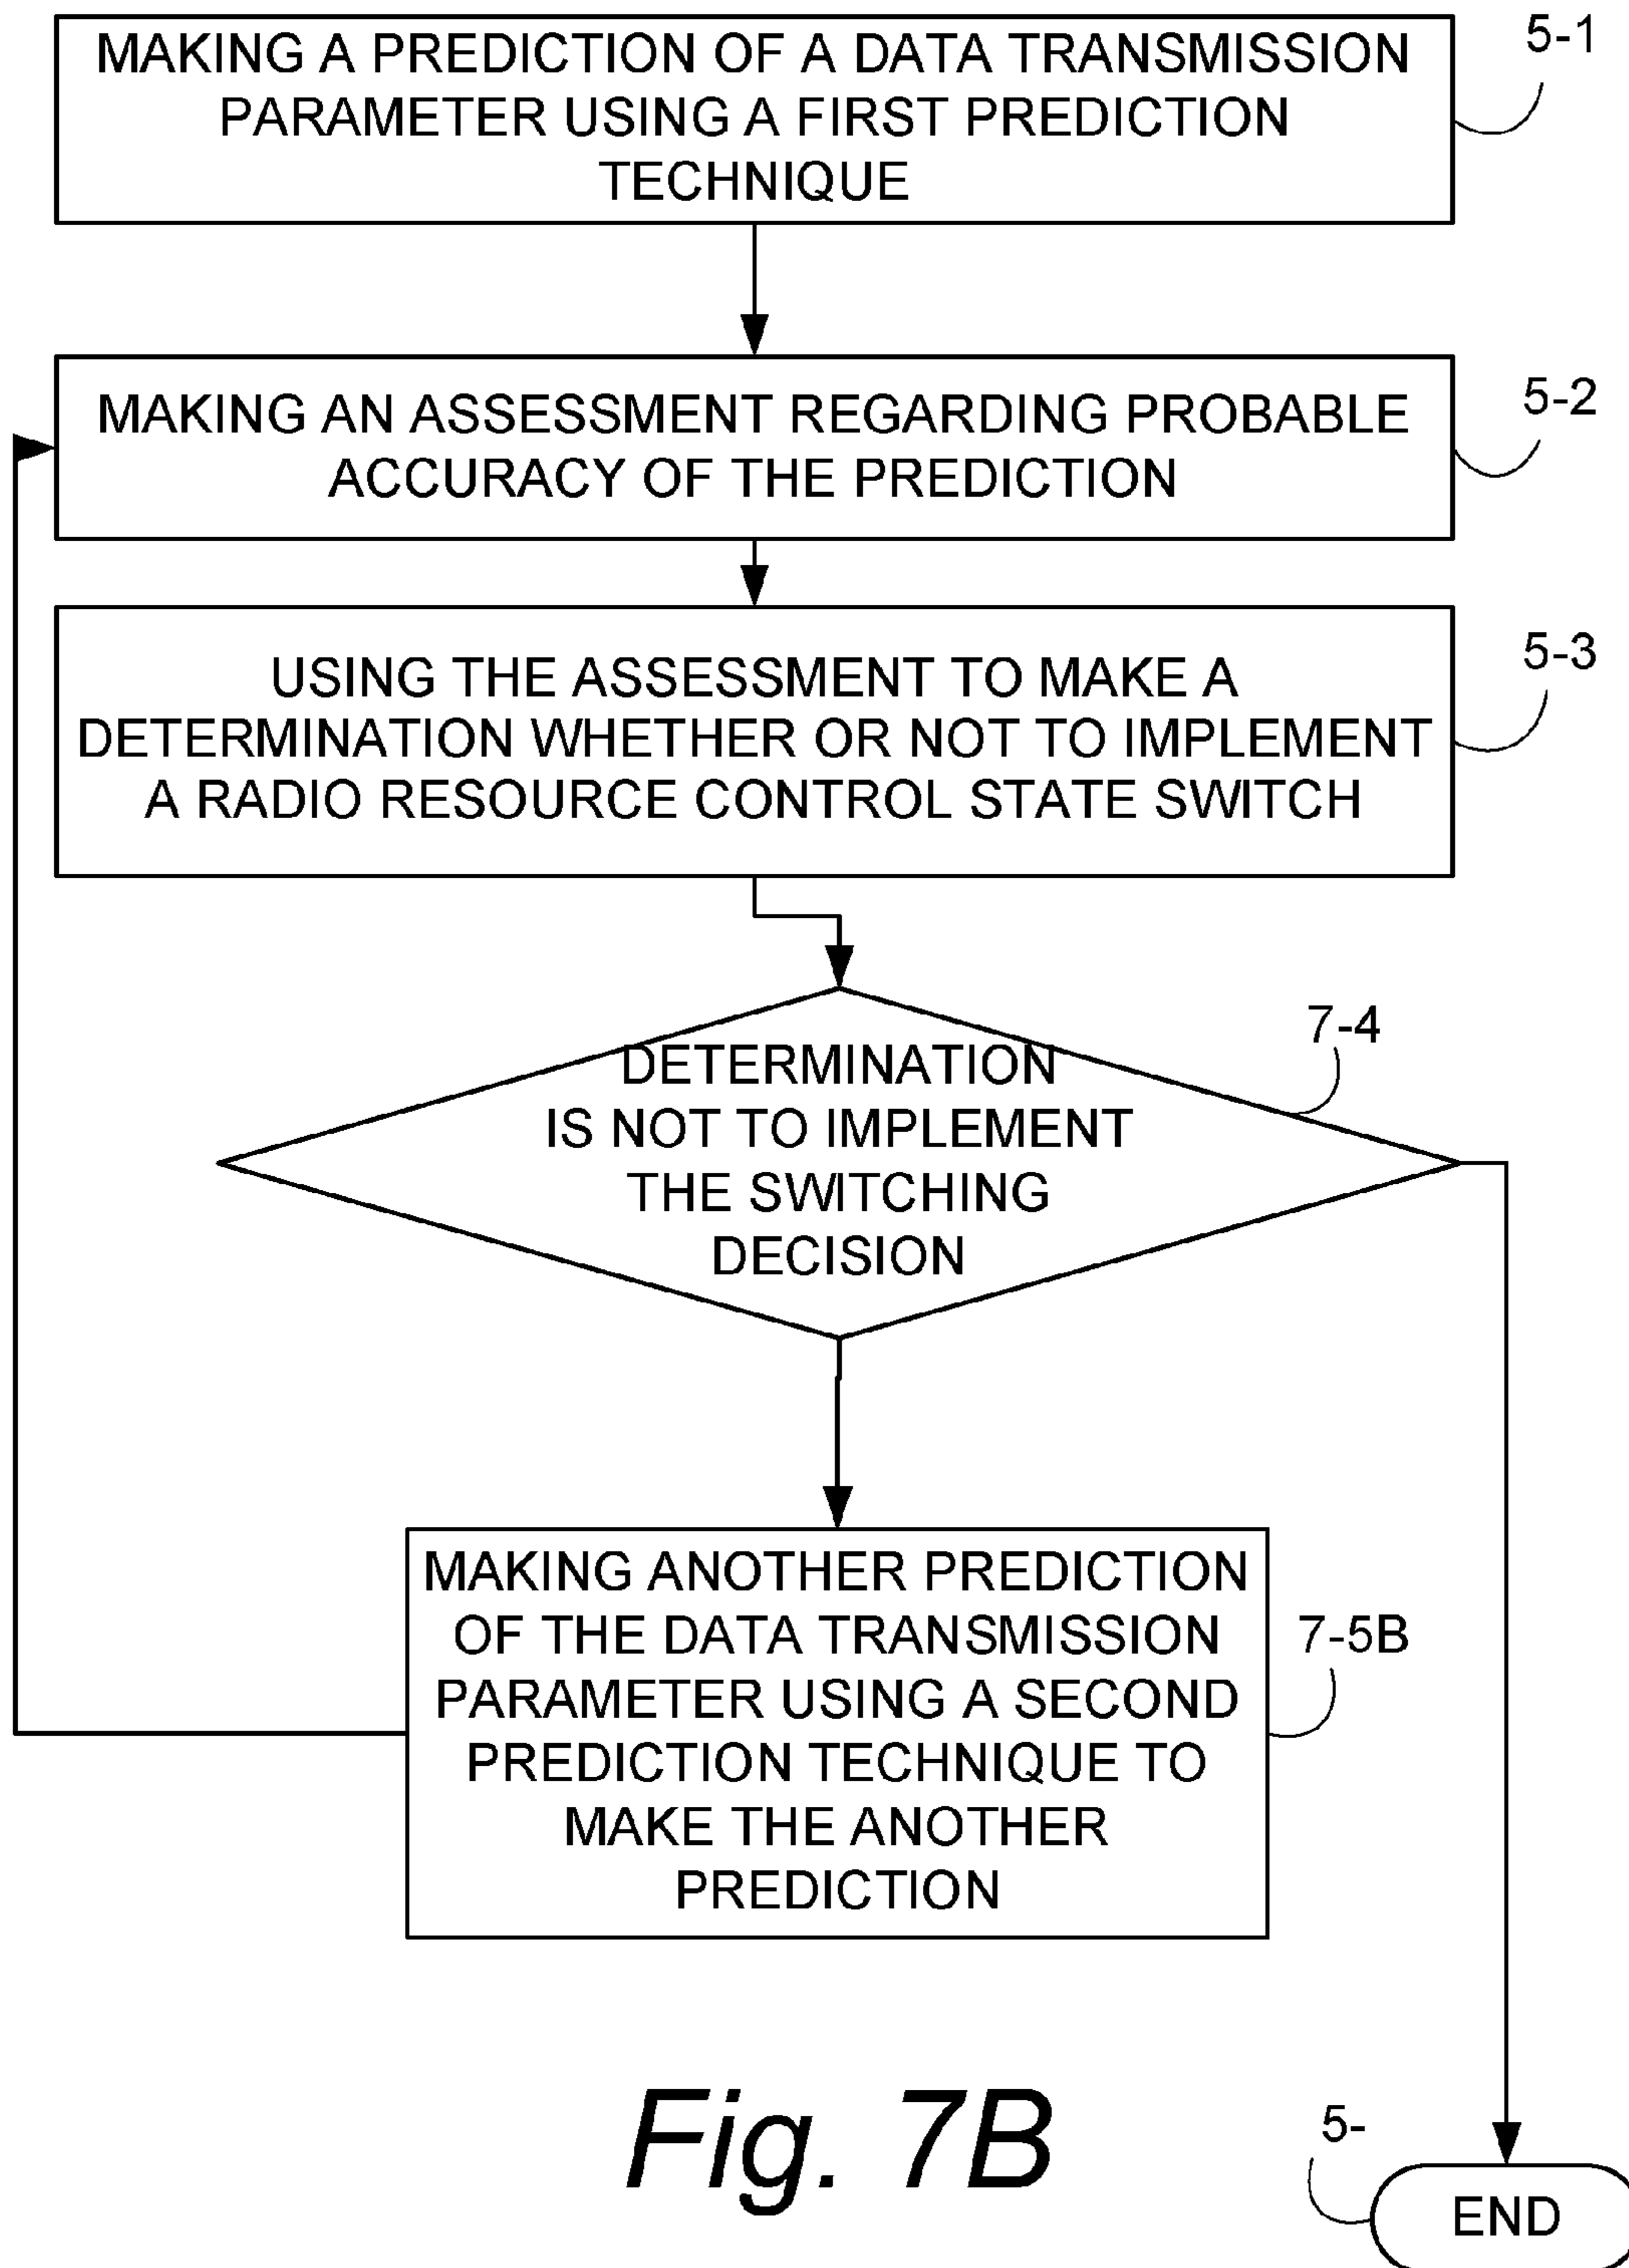 MAKING A PREDICTION OF A DATA TRANSMISSION
PARAMETER USING A FIRST PREDICTION
TECHNIQUE
5-1
MAKING AN ASSESSMENT REGARDING PROBABLE
ACCURACY OF THE PREDICTION
5-2
USING THE ASSESSMENT TO MAKE A
DETERMINATION WHETHER OR NOT TO IMPLEMENT
A RADIO RESOURCE CONTROL STATE SWITCH
5-3
DETERMINATION
IS NOT TO IMPLEMENT
THE SWITCHING
DECISION
7-4
MAKING ANOTHER PREDICTION
OF THE DATA TRANSMISSION
PARAMETER USING A SECOND
PREDICTION TECHNIQUE TO
MAKE THE ANOTHER
PREDICTION
7-5B
Fig. 7B
5-
END